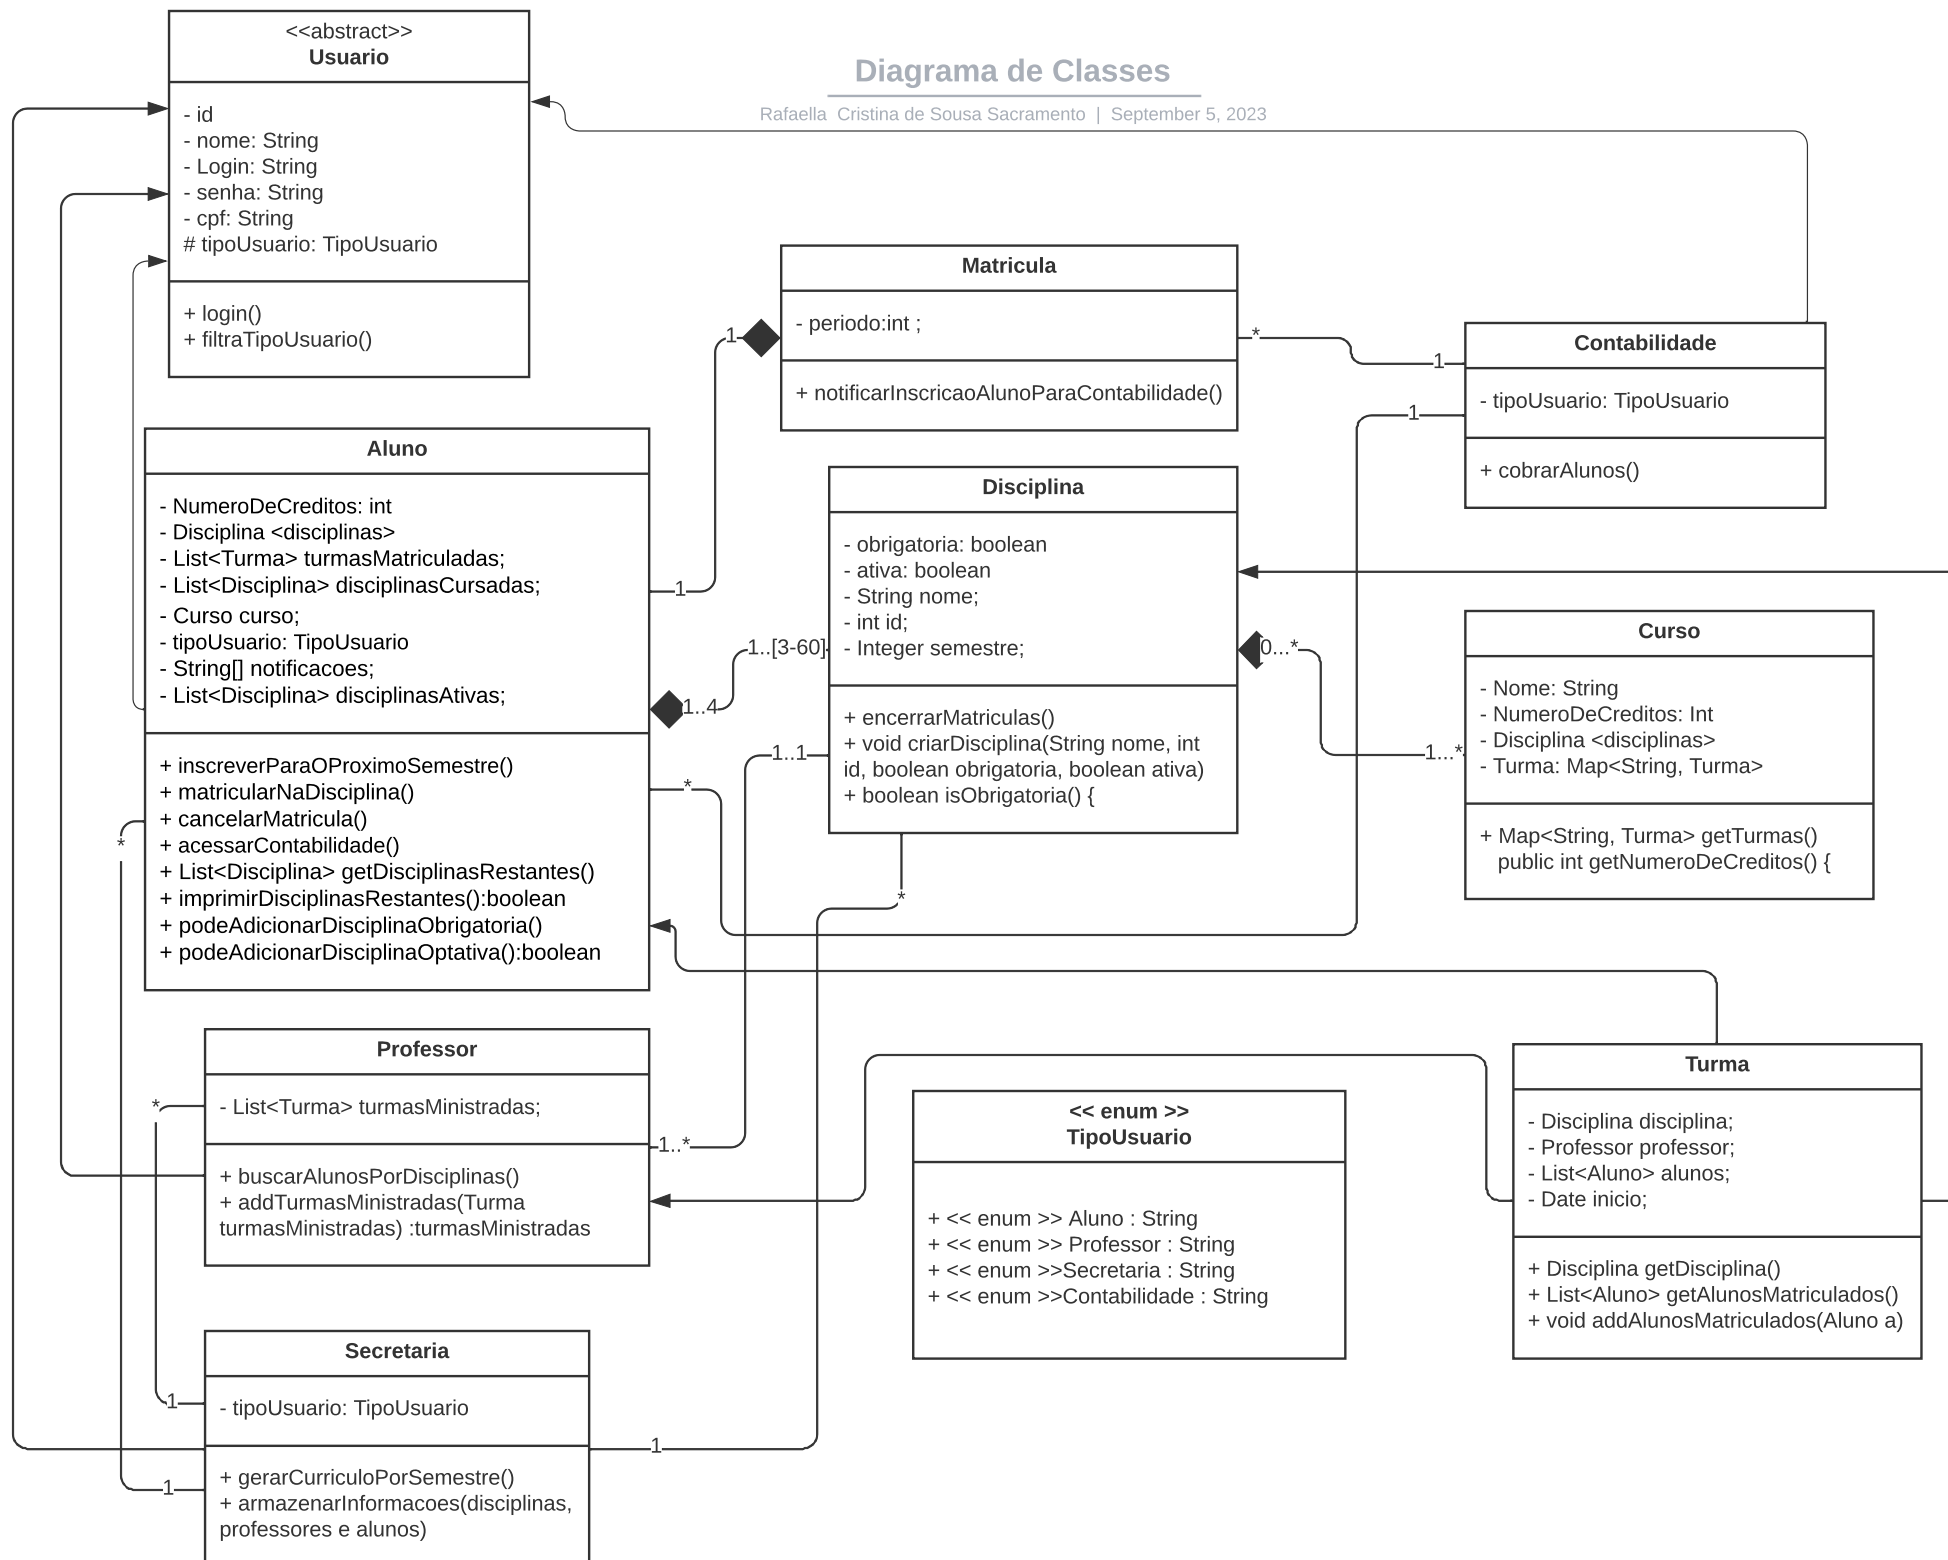 <<abstract>>
Usuario
- id
- nome: String
- Login: String
- senha: String
- cpf: String
# tipoUsuario: TipoUsuario
+ login()
+ filtraTipoUsuario()
Diagrama de Classes
Rafaella  Cristina de Sousa Sacramento  |  September 5, 2023
Matricula
- periodo:int ;
+ notificarInscricaoAlunoParaContabilidade()
1
*
1
1
Contabilidade
- tipoUsuario: TipoUsuario
+ cobrarAlunos()
Aluno
- NumeroDeCreditos: int
- Disciplina <disciplinas>
- List<Turma> turmasMatriculadas;
- List<Disciplina> disciplinasCursadas;
- Curso curso;
- tipoUsuario: TipoUsuario
- String[] notificacoes;
- List<Disciplina> disciplinasAtivas;
+ inscreverParaOProximoSemestre()
+ matricularNaDisciplina()
+ cancelarMatricula()
+ acessarContabilidade()
+ List<Disciplina> getDisciplinasRestantes()
+ imprimirDisciplinasRestantes():boolean
+ podeAdicionarDisciplinaObrigatoria()
+ podeAdicionarDisciplinaOptativa():boolean
1
1..[3-60]
1..4
1..1
*
*
Disciplina
- obrigatoria: boolean
- ativa: boolean
- String nome;
- int id;
- Integer semestre;
+ encerrarMatriculas()
+ void criarDisciplina(String nome, int
id, boolean obrigatoria, boolean ativa)
+ boolean isObrigatoria() {
0...*
1...*
*
Curso
- Nome: String
- NumeroDeCreditos: Int
- Disciplina <disciplinas>
- Turma: Map<String, Turma>
+ Map<String, Turma> getTurmas()
public int getNumeroDeCreditos() {
Professor
- List<Turma> turmasMinistradas;
+ buscarAlunosPorDisciplinas()
+ addTurmasMinistradas(Turma
turmasMinistradas) :turmasMinistradas
*
1..*
<< enum >>
TipoUsuario
+ << enum >> Aluno : String
+ << enum >> Professor : String
+ << enum >>Secretaria : String
+ << enum >>Contabilidade : String
Turma
- Disciplina disciplina;
- Professor professor;
- List<Aluno> alunos;
- Date inicio;
+ Disciplina getDisciplina()
+ List<Aluno> getAlunosMatriculados()
+ void addAlunosMatriculados(Aluno a)
Secretaria
- tipoUsuario: TipoUsuario
+ gerarCurriculoPorSemestre()
+ armazenarInformacoes(disciplinas,
professores e alunos)
1
1
1